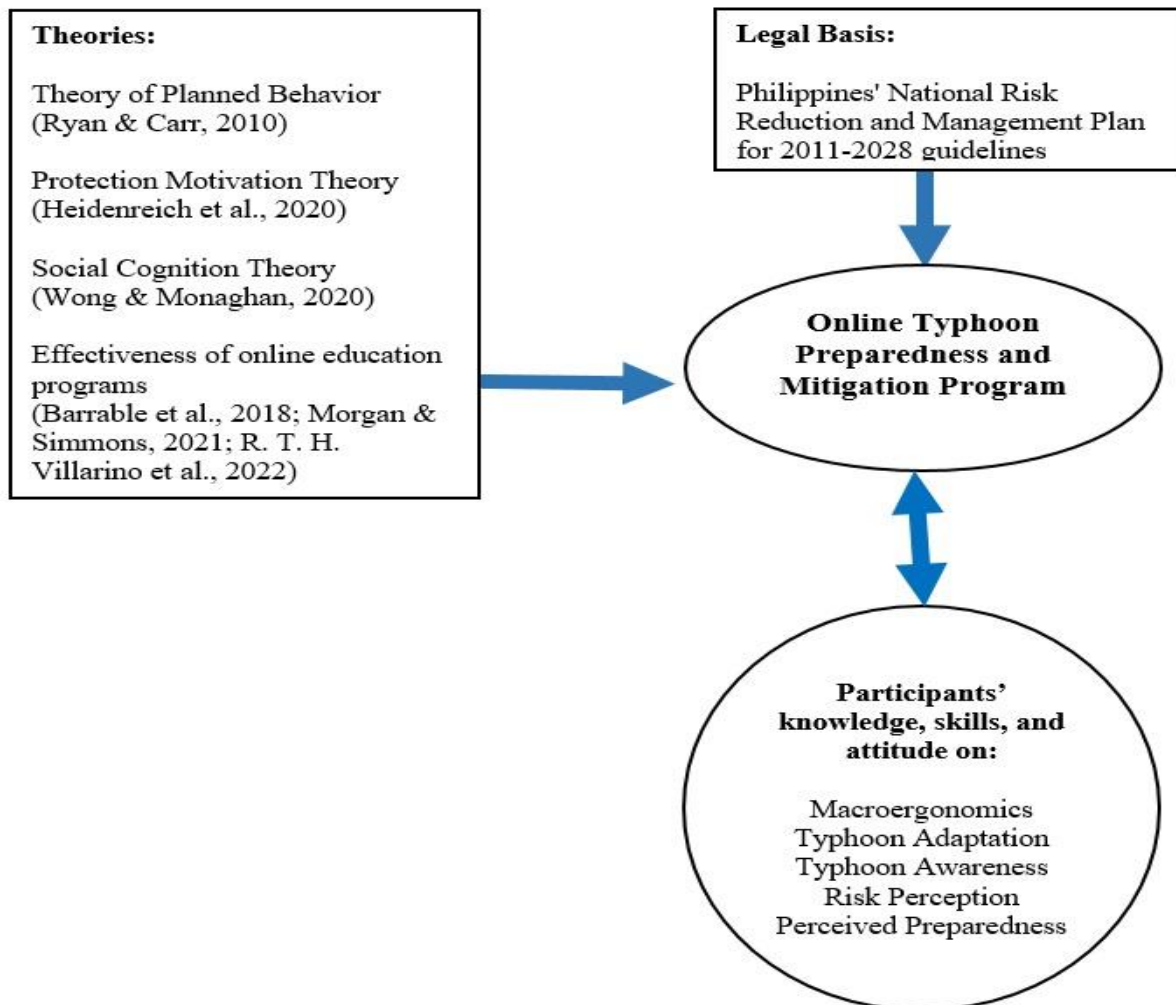 Theories:
Theory of Planned Behavior
(Ryan & Carr, 2010)
Protection Motivation Theory
(Heidenreich et al., 2020)
Social Cognition Theory
(Wong & Monaghan, 2020)
Effectiveness of online education
programs
(Barrable et al., 2018; Morgan &
Simmons, 2021; R. T. H.
Villarino et al., 2022)
Legal Basis:
Philippines' National Risk
Reduction and Management Plan
for 2011-2028 guidelines
Online Typhoon
Preparedness and
Mitigation Program
Participants’
knowledge, skills, and
attitude on:
Macroergonomics
Typhoon Adaptation
Typhoon Awareness
Risk Perception
Perceived Preparedness